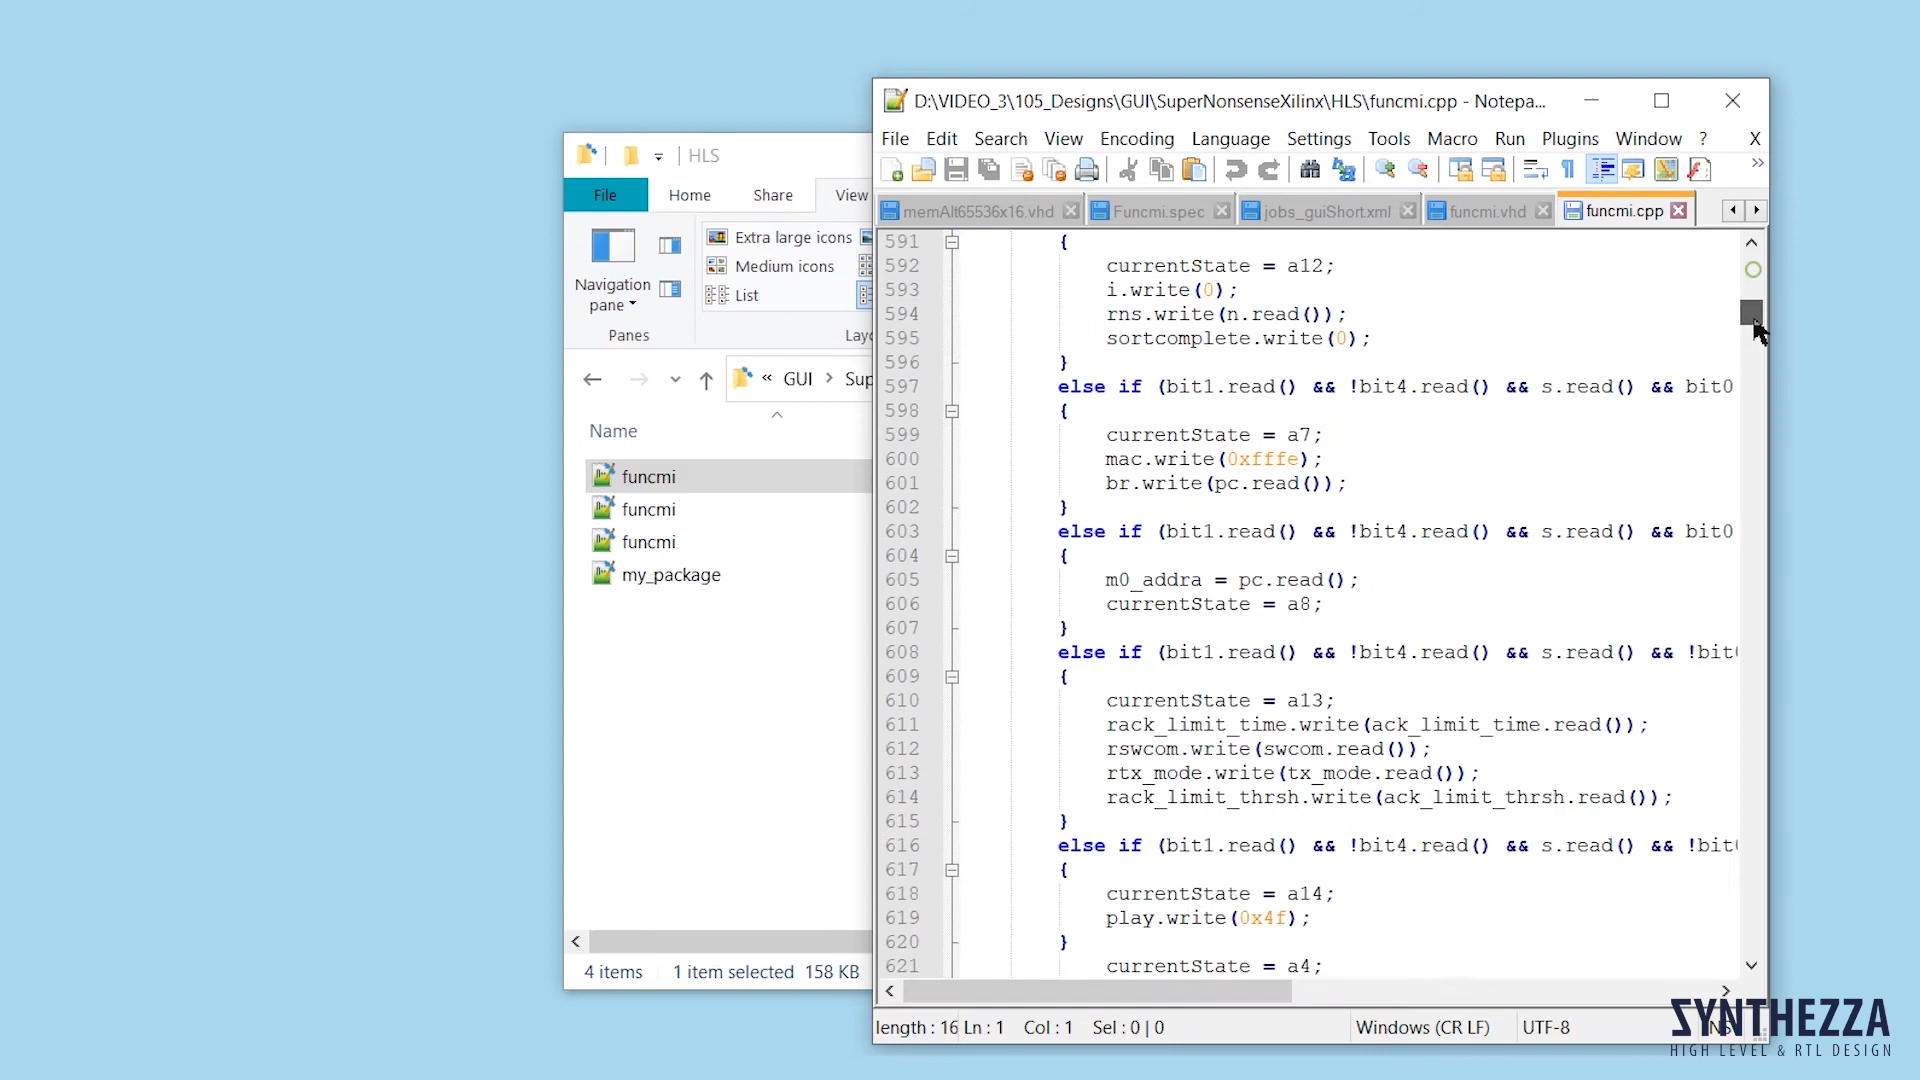 HLS
File Home Share View
Extra large icons
Medium icons
List
Navigation
pane
Panes
« GUI
Name
funcmi
funcmi
funcmi
my_package
4 items 1 item selected 158 KB
D:\VIDEO_3\105_Designs\GUI\SuperNonsenseXilinx\HLS\funcmi.cpp - Notepa...
File Edit Search View Encoding Language Settings Tools Macro Run Plugins Window ? X
memAlt65536x16.vhd Funcmi.spec jobs_guiShort.xml funcmi.vhd funcmi.cpp
591 {
592 currentState = a12;
593 i.write(0);
594 rns.write(n.read());
595 sortcomplete.write(0);
596 }
597 else if (bit1.read() && !bit4.read() && s.read() && bit0
598 {
599 currentState = a7;
600 mac.write(0xfffe);
601 br.write(pc.read());
602 }
603 else if (bit1.read() && !bit4.read() && s.read() && bit0
604 {
605 m0_addra = pc.read();
606 currentState = a8;
607 }
608 else if (bit1.read() && !bit4.read() && s.read() && !bit
609 {
610 currentState = a13;
611 rack_limit_time.write(ack_limit_time.read());
612 rswcom.write(swcom.read());
613 rtx_mode.write(tx_mode.read());
614 rack_limit_thrsh.write(ack_limit_thrsh.read());
615 }
616 else if (bit1.read() && !bit4.read() && s.read() && !bit
617 {
618 currentState = a14;
619 play.write(0x4f);
620 }
621 currentState = a4;
length : 16 Ln : 1 Col : 1 Sel : 0 | 0 Windows (CR LF) UTF-8
SYNTHEZZA
HIGH LEVEL & RTL DESIGN